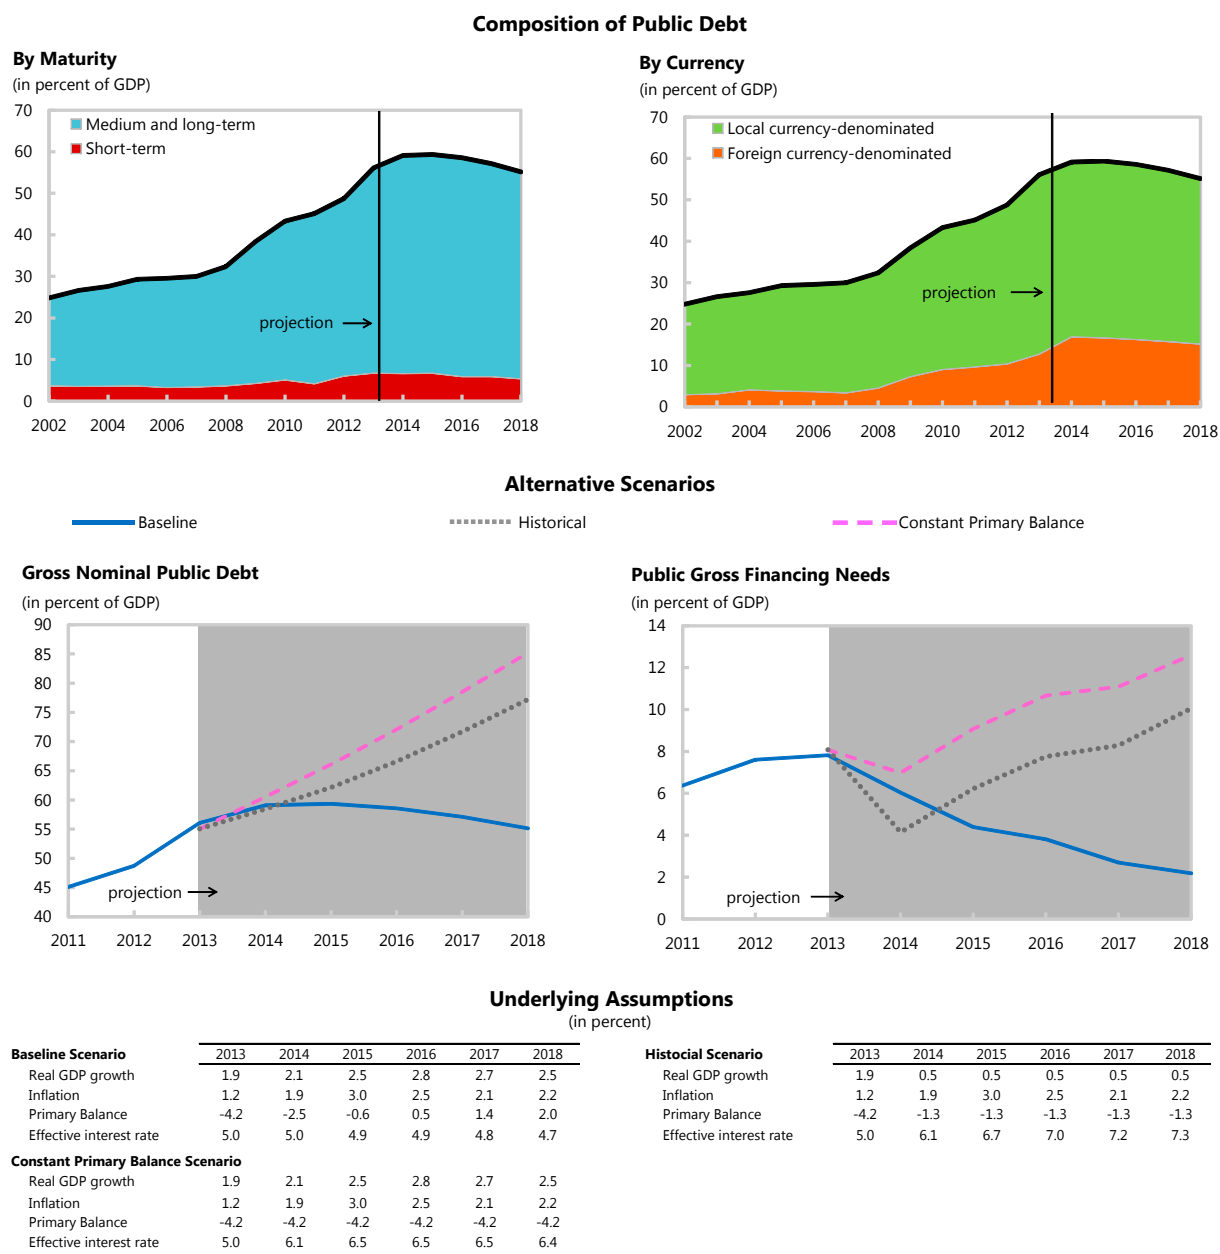 Composition of Public Debt
By Maturity
(in percent of GDP)
70
60
50
40
30
20
10
0
Medium and long-term
Short-term
projection
2002 2004 2006 2008 2010 2012 2014 2016 2018
By Currency
(in percent of GDP)
70
60
50
40
30
20
10
0
Local currency-denominated
Foreign currency-denominated
projection
2002 2004 2006 2008 2010 2012 2014 2016 2018
Alternative Scenarios
Baseline Historical Constant Primary Balance
Gross Nominal Public Debt
(in percent of GDP)
90
85
80
75
70
65
60
55
50
45
40
projection
2011 2012 2013 2014 2015 2016 2017 2018
Public Gross Financing Needs
(in percent of GDP)
14
12
10
8
6
4
2
0
projection
2011 2012 2013 2014 2015 2016 2017 2018
Underlying Assumptions
(in percent)
Baseline Scenario 2013 2014 2015 2016 2017 2018
Real GDP growth 1.9 2.1 2.5 2.8 2.7 2.5
Inflation 1.2 1.9 3.0 2.5 2.1 2.2
Primary Balance -4.2 -2.5 -0.6 0.5 1.4 2.0
Effective interest rate 5.0 5.0 4.9 4.9 4.8 4.7
Constant Primary Balance Scenario
Real GDP growth 1.9 2.1 2.5 2.8 2.7 2.5
Inflation 1.2 1.9 3.0 2.5 2.1 2.2
Primary Balance -4.2 -4.2 -4.2 -4.2 -4.2 -4.2
Effective interest rate 5.0 6.1 6.5 6.5 6.5 6.4
Histocial Scenario 2013 2014 2015 2016 2017 2018
Real GDP growth 1.9 0.5 0.5 0.5 0.5 0.5
Inflation 1.2 1.9 3.0 2.5 2.1 2.2
Primary Balance -4.2 -1.3 -1.3 -1.3 -1.3 -1.3
Effective interest rate 5.0 6.1 6.7 7.0 7.2 7.3